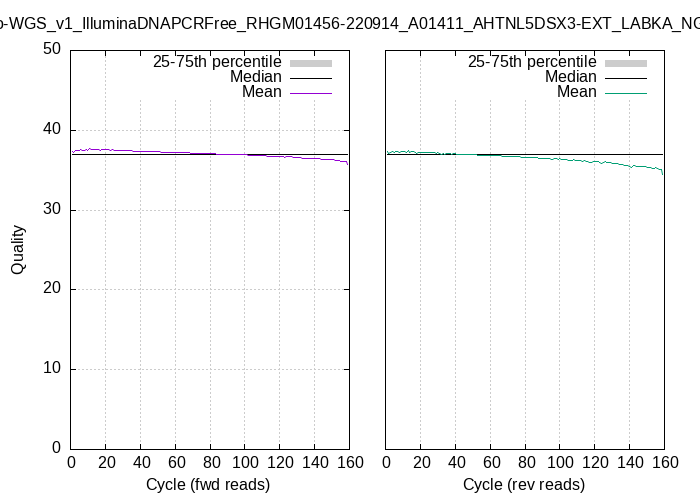 o-WGS_v1_IlluminaDNAPCRFree_RHGM01456-220914_A01411_AHTNL5DSX3-EXT_LABKA_NG
50
40
30
20
10
0
Quality
25-75th percentile
Median
Mean
0 20 40 60 80 100 120 140 160
Cycle (fwd reads)
25-75th percentile
Median
Mean
0 20 40 60 80 100 120 140 160
Cycle (rev reads)